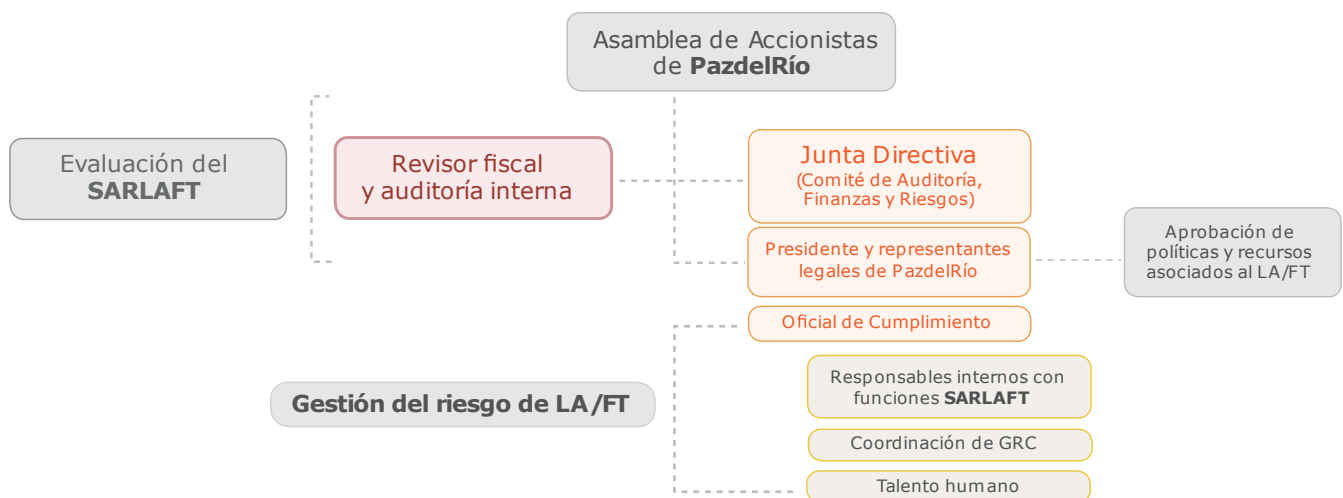 Asamblea de Accionistas
de PazdelRío
Evaluación del
SARLAFT
Revisor fiscal
y auditoría interna
Junta Directiva
(Comité de Auditoría,
Finanzas y Riesgos)
Presidente y representantes
legales de PazdelRío
Aprobación de
políticas y recursos
asociados al LA/FT
Oficial de Cumplimiento
Gestión del riesgo de LA/FT
Responsables internos con
funciones SARLAFT
Coordinación de GRC
Talento humano